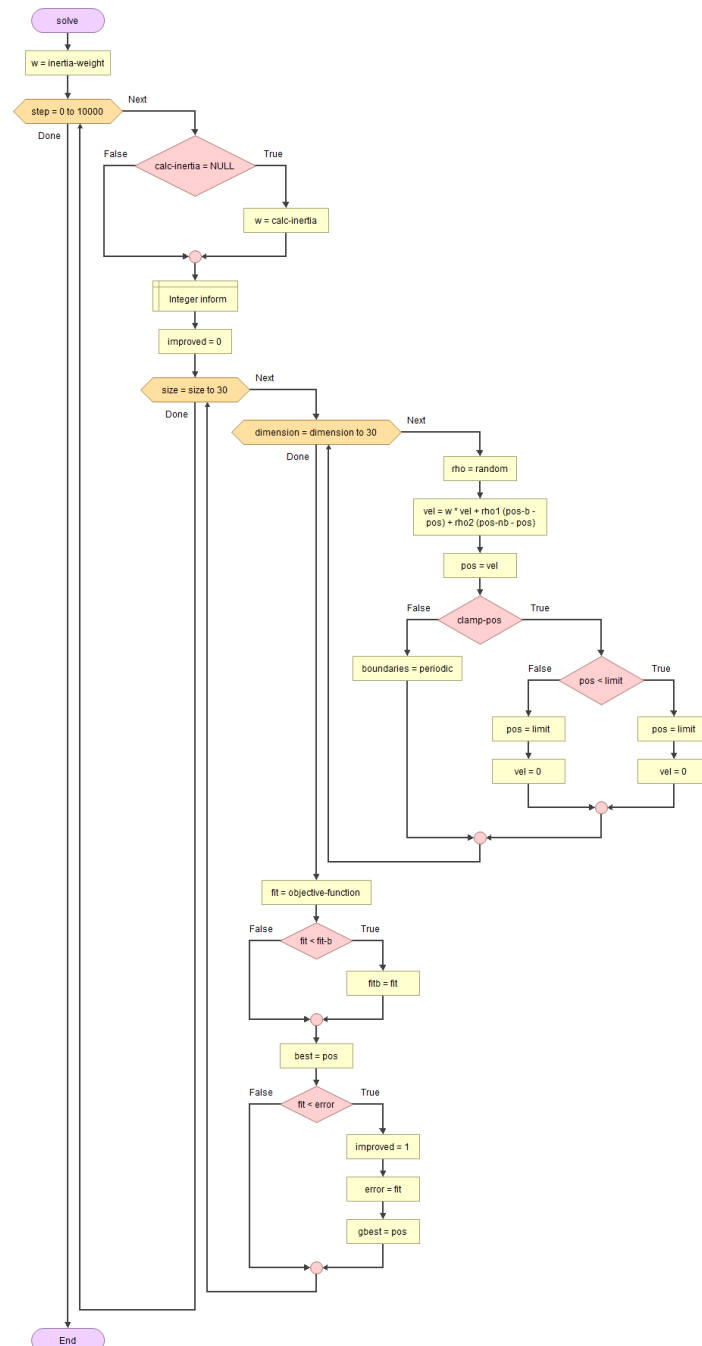 solve
w = inertia-weight
step = 0 to 10000
Next
Done
calc-inertia = NULL
False
True
w = calc-inertia
Integer inform
improved = 0
size = size to 30
Next
Done
dimension = dimension to 30
Next
Done
rho = random
vel = w * vel + rho1 (pos-b -
pos) + rho2 (pos-nb - pos)
pos = vel
clamp-pos
False
True
boundaries = periodic
pos < limit
False
True
pos = limit
pos = limit
vel = 0
vel = 0
fit = objective-function
fit < fit-b
False
True
fitb = fit
best = pos
fit < error
False
True
improved = 1
error = fit
gbest = pos
End